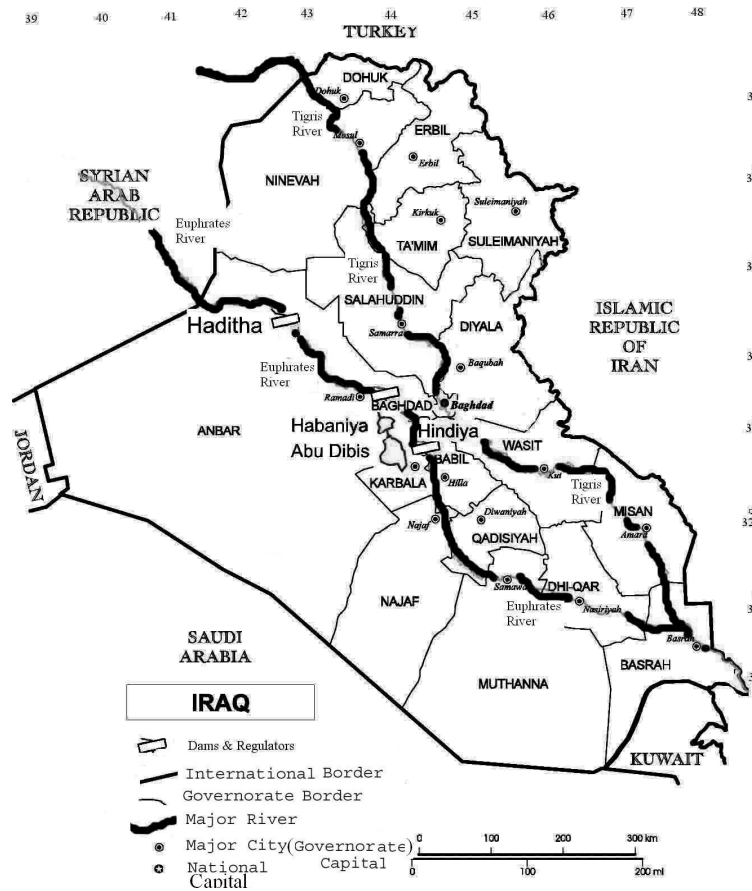 39 40 41 42 43 44 45 46 47 48
TURKEY
DOHUK
Dohuk
Tigris
River
Mosul
ERBIL
Erbil
NINEVAH
SYRIAN
ARAB
REPUBLIC
Euphrates
River
Kirkuk
Suleimaniyah
TA'MIM
SULEIMANIYAH
Tigris
River
SALAHUDDIN
Samarra
DIYALA
ISLAMIC
REPUBLIC
OF
IRAN
Haditha
Baqubah
Euphrates
River
Ramadi
BAGHDAD
Baghdad
ANBAR
Habaniya
Hindiya
Abu Dibis
WASIT
JORDAN
BABIL
KARBALA
Hilla
Kut
Tigris
River
MISAN
32
Najaf
Diwaniyah
Amara
QADISIYAH
NAJAF
Samawa
DHI-QAR
Euphrates
River
Nasiriyah
SAUDI
ARABIA
Basrah
BASRAH
MUTHANNA
KUWAIT
IRAQ
Dams & Regulators
International Border
Governorate Border
Major River
Major City(Governorate
Capital
National
Capital
0 100 200 300 km
0 100 200 ml